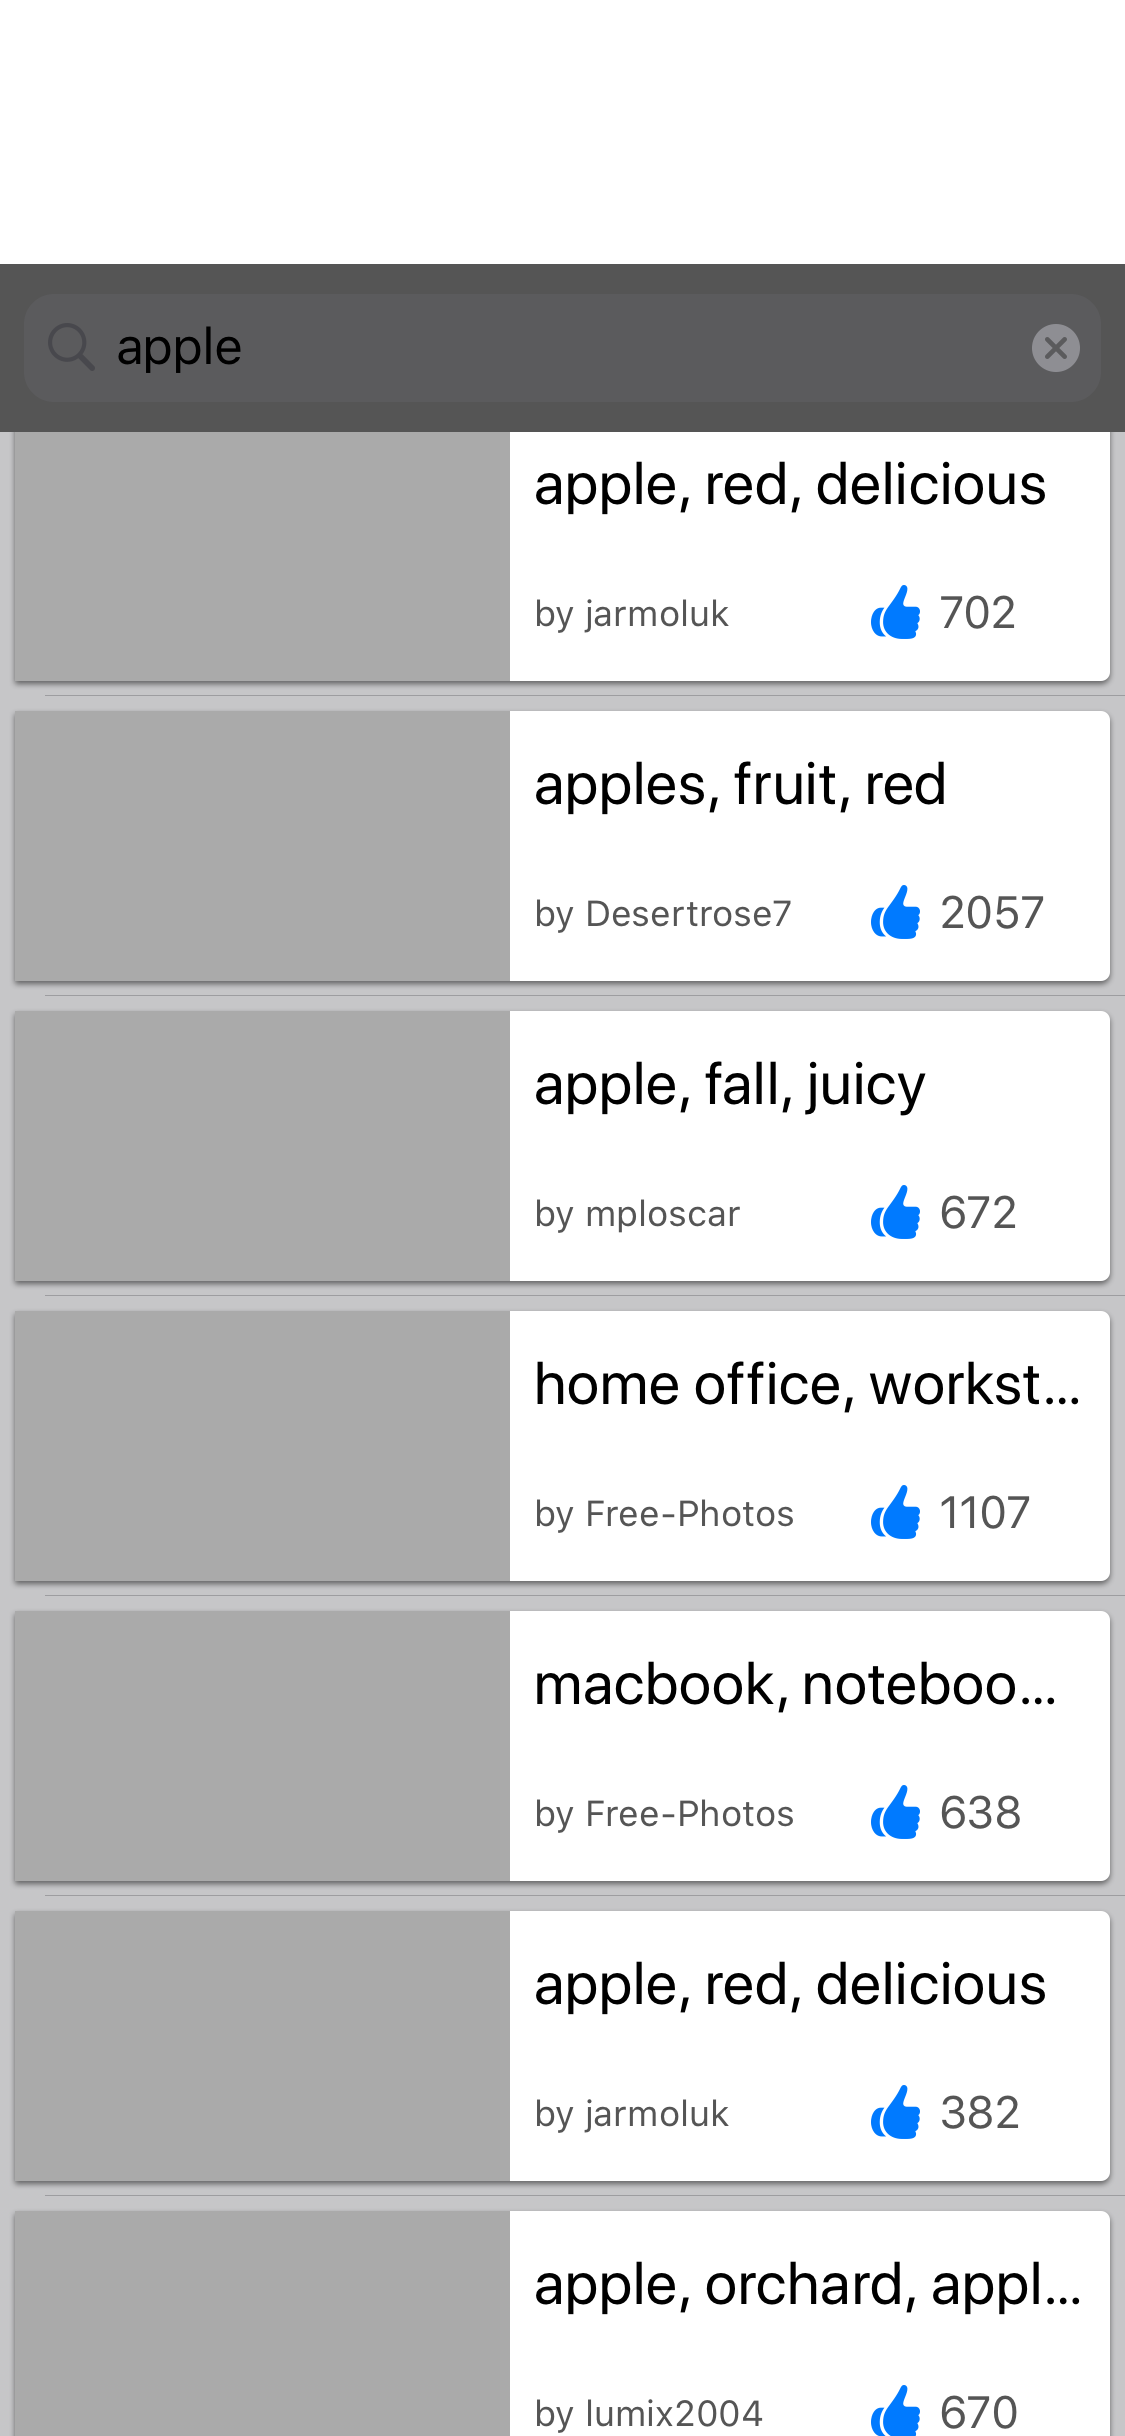 apple
apple, red, delicious
by jarmoluk 702
apples, fruit, red
by Desertrose7 2057
apple, fall, juicy
by mploscar 672
home office, workst...
by Free-Photos 1107
macbook, noteboo...
by Free-Photos 638
apple, red, delicious
by jarmoluk 382
apple, orchard, appl...
by lumix2004 670